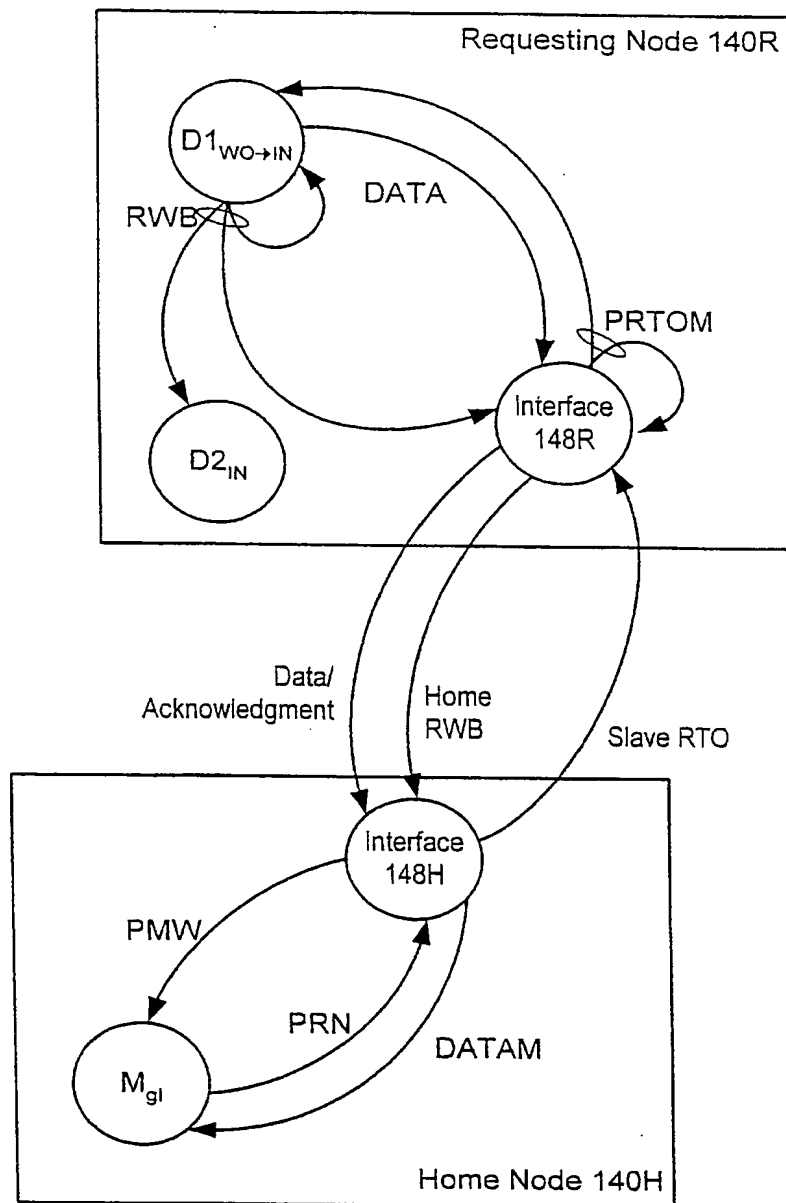 Requesting Node 140R
D1WO→IN
DATA
RWB
PRTOM
Interface
148R
D2IN
Data/
Acknowledgment
Home
RWB
Slave RTO
Interface
148H
PMW
PRN
DATAM
Mgl
Home Node 140H